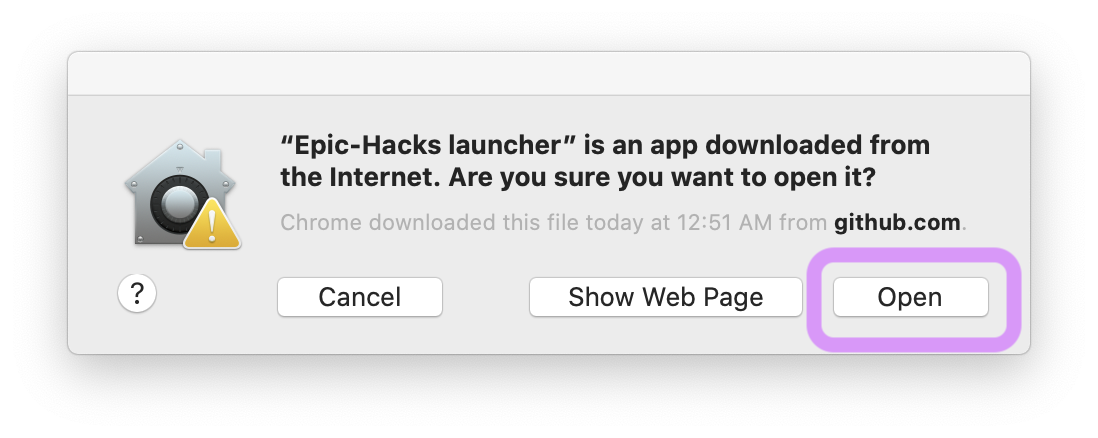 “Epic-Hacks launcher” is an app downloaded from
the Internet. Are you sure you want to open it?
Chrome downloaded this file today at 12:51 AM from github.com.
?
Cancel
Show Web Page
Open